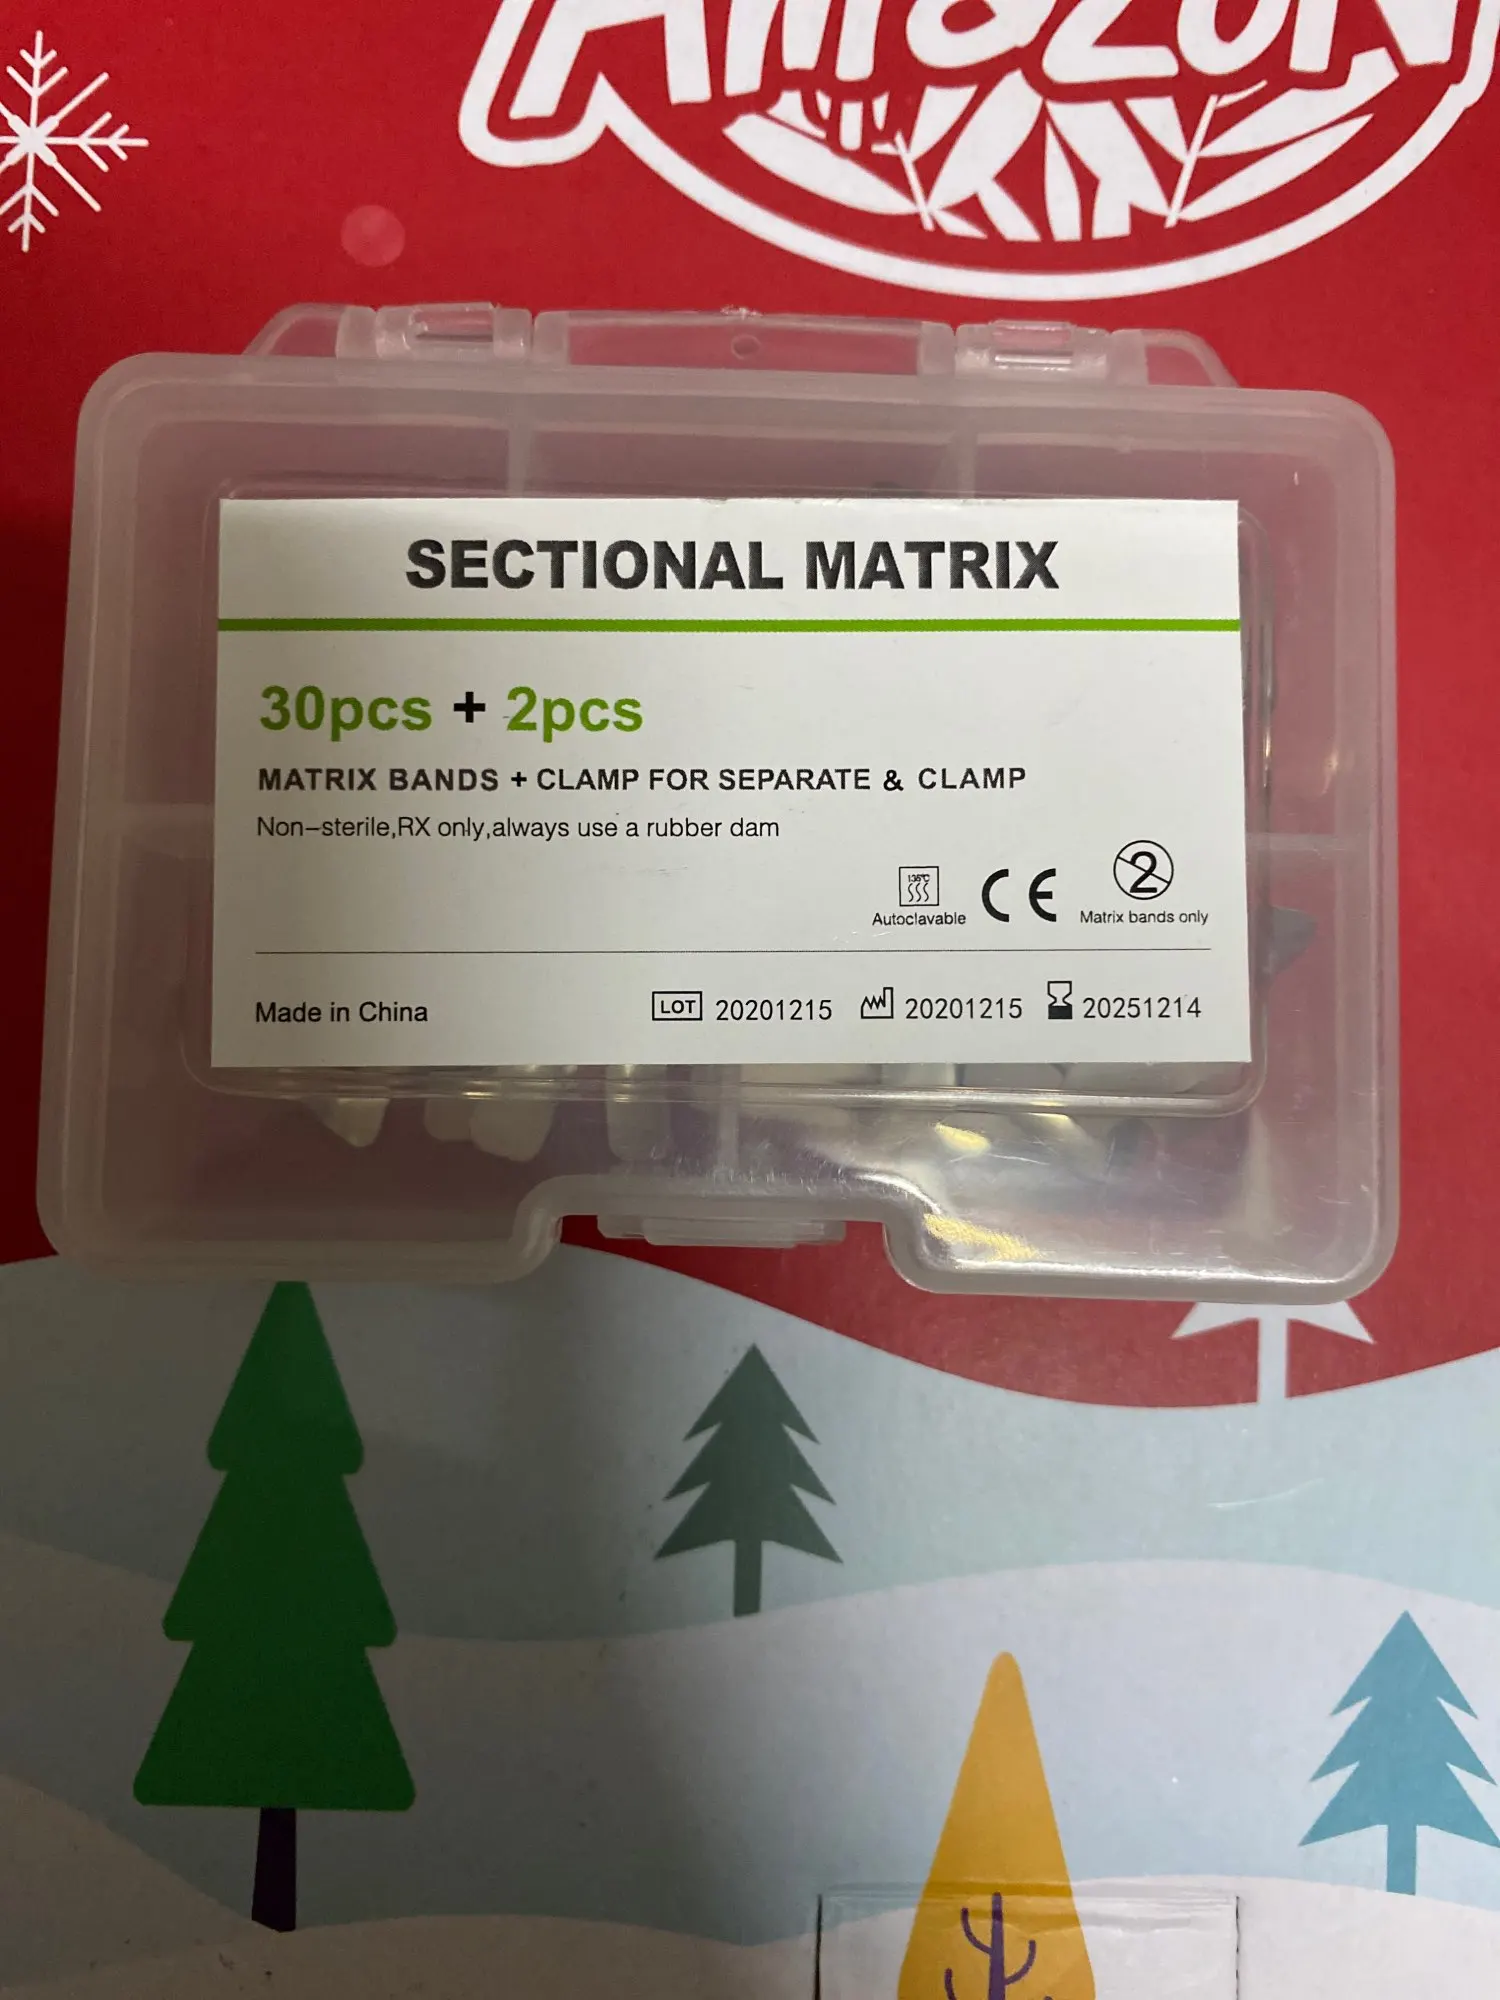 Amazon
SECTIONAL MATRIX
30pcs + 2pcs
MATRIX BANDS + CLAMP FOR SEPARATE & CLAMP
Non-sterile,RX only,always use a rubber dam
135℃
CE
2
Autoclavable
Matrix bands only
Made in China
LOT 20201215 20201215 20251214